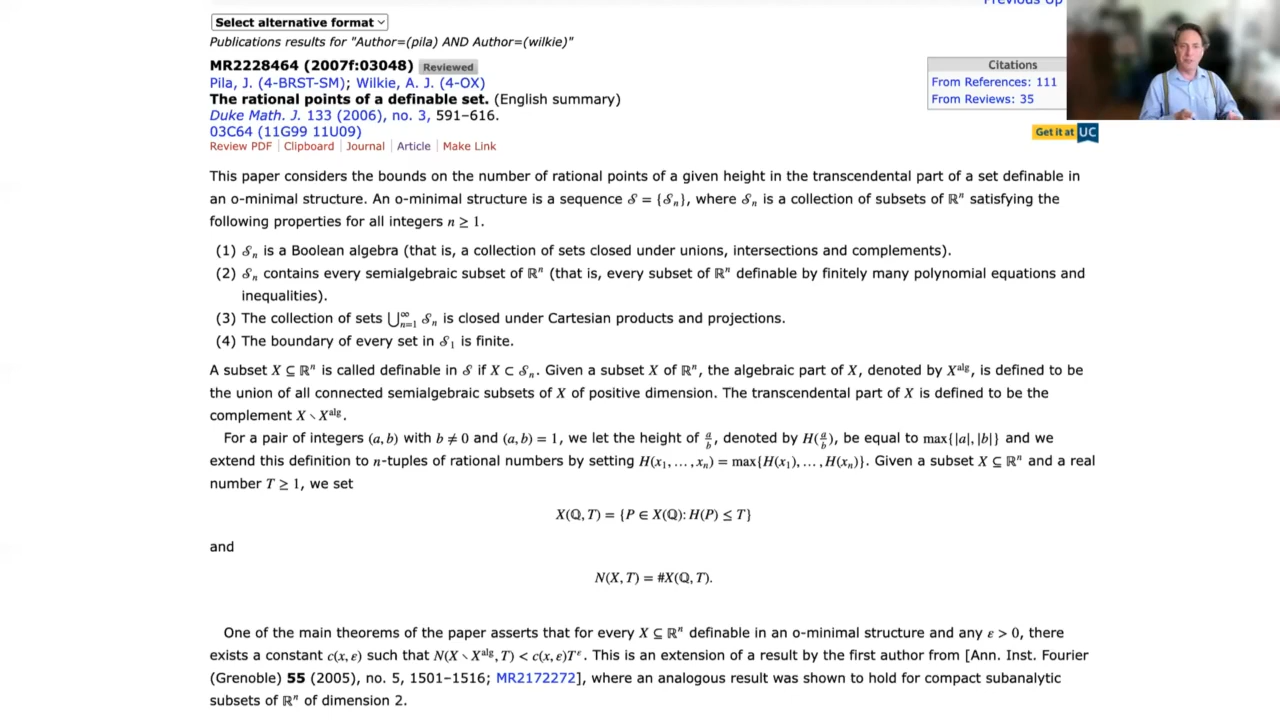 Previous Up
Select alternative format
Publications results for "Author=(pila) AND Author=(wilkie)"
MR2228464 (2007f:03048) Reviewed
Pila, J. (4-BRST-SM); Wilkie, A. J. (4-OX)
The rational points of a definable set. (English summary)
Duke Math. J. 133 (2006), no. 3, 591–616.
03C64 (11G99 11U09)
Review PDF | Clipboard | Journal | Article | Make Link
Citations
From References: 111
From Reviews: 35
Get it at UC
This paper considers the bounds on the number of rational points of a given height in the transcendental part of a set definable in
an o-minimal structure. An o-minimal structure is a sequence 𝒮 = {𝒮ₙ}, where 𝒮ₙ is a collection of subsets of ℝⁿ satisfying the
following properties for all integers n ≥ 1.
(1) 𝒮ₙ is a Boolean algebra (that is, a collection of sets closed under unions, intersections and complements).
(2) 𝒮ₙ contains every semialgebraic subset of ℝⁿ (that is, every subset of ℝⁿ definable by finitely many polynomial equations and
inequalities).
(3) The collection of sets ⋃_{n=1}^∞ 𝒮ₙ is closed under Cartesian products and projections.
(4) The boundary of every set in 𝒮₁ is finite.
A subset X ⊆ ℝⁿ is called definable in 𝒮 if X ⊂ 𝒮ₙ. Given a subset X of ℝⁿ, the algebraic part of X, denoted by X^alg, is defined to be
the union of all connected semialgebraic subsets of X of positive dimension. The transcendental part of X is defined to be the
complement X ∖ X^alg.
For a pair of integers (a, b) with b ≠ 0 and (a, b) = 1, we let the height of a/b, denoted by H(a/b), be equal to max{|a|, |b|} and we
extend this definition to n-tuples of rational numbers by setting H(x₁, … , xₙ) = max{H(x₁), … , H(xₙ)}. Given a subset X ⊆ ℝⁿ and a real
number T ≥ 1, we set
X(ℚ, T) = {P ∈ X(ℚ): H(P) ≤ T}
and
N(X, T) = #X(ℚ, T).
One of the main theorems of the paper asserts that for every X ⊆ ℝⁿ definable in an o-minimal structure and any ε > 0, there
exists a constant c(x, ε) such that N(X ∖ X^alg, T) < c(x, ε)T^ε. This is an extension of a result by the first author from [Ann. Inst. Fourier
(Grenoble) 55 (2005), no. 5, 1501–1516; MR2172272], where an analogous result was shown to hold for compact subanalytic
subsets of ℝⁿ of dimension 2.